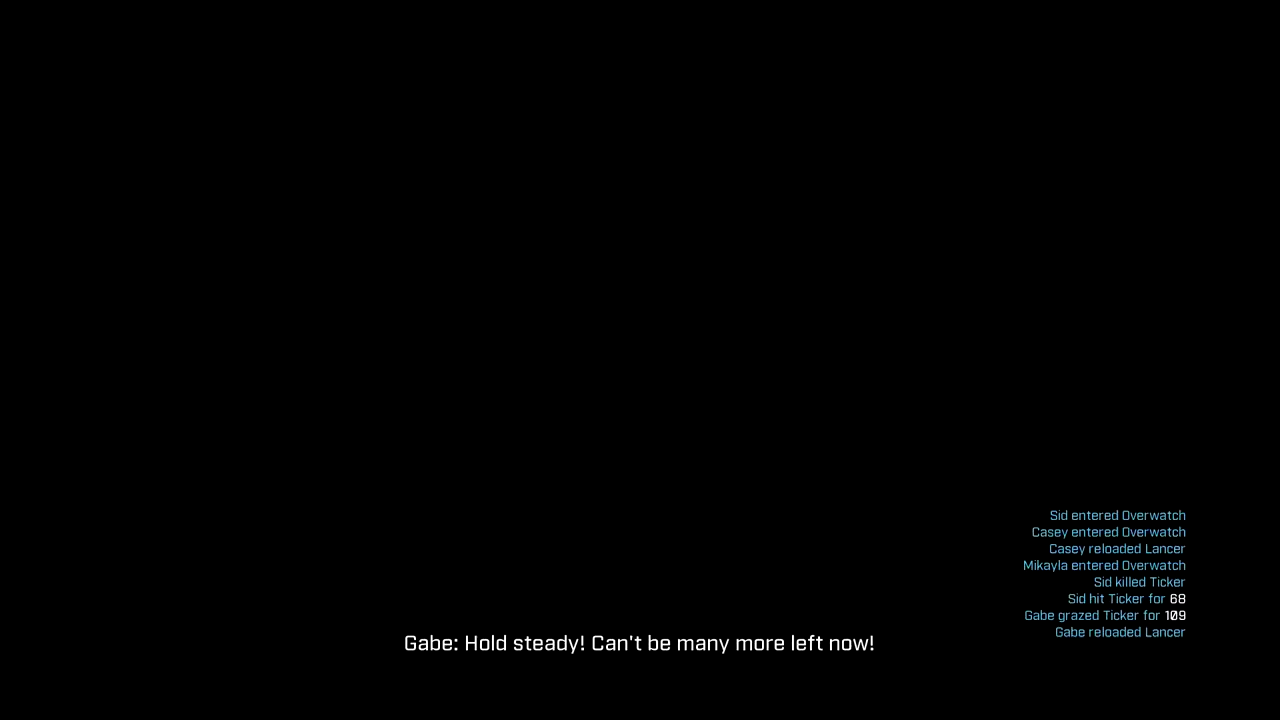 Sid entered Overwatch
Casey entered Overwatch
Casey reloaded Lancer
Mikayla entered Overwatch
Sid killed Ticker
Sid hit Ticker for 68
Gabe grazed Ticker for 109
Gabe reloaded Lancer
Gabe: Hold steady! Can't be many more left now!